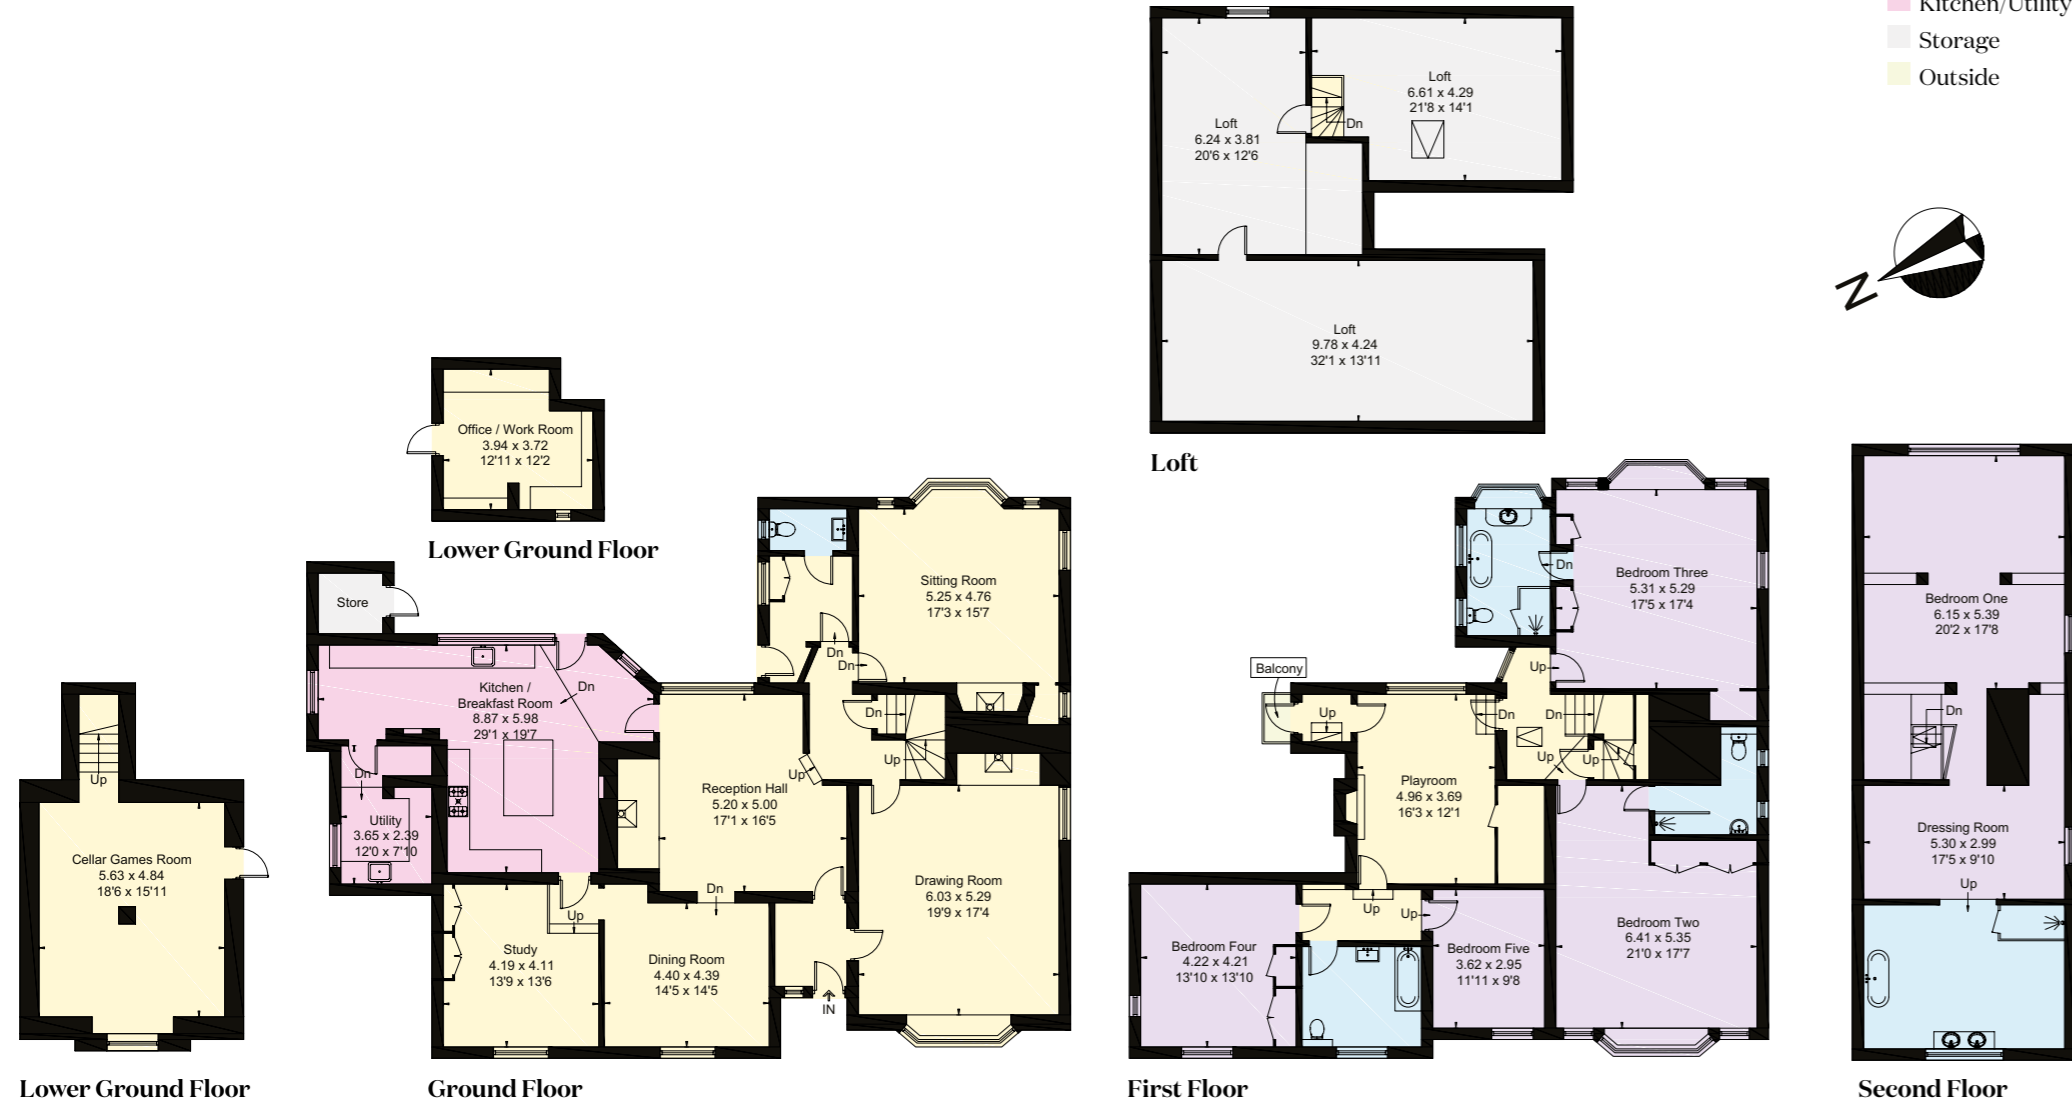 Kitchen/Utility
Storage
Outside
N
Loft
6.24 x 3.81
20'6 x 12'6
Loft
6.61 x 4.29
21'8 x 14'1
Dn
Loft
9.78 x 4.24
32'1 x 13'11
Loft
Office / Work Room
3.94 x 3.72
12'11 x 12'2
Lower Ground Floor
Up
Cellar Games Room
5.63 x 4.84
18'6 x 15'11
Lower Ground Floor
Store
Kitchen /
Breakfast Room
8.87 x 5.98
29'1 x 19'7
Dn
Dn
Utility
3.65 x 2.39
12'0 x 7'10
Sitting Room
5.25 x 4.76
17'3 x 15'7
Dn
Dn
Dn
Up
Up
Reception Hall
5.20 x 5.00
17'1 x 16'5
Dn
Up
Study
4.19 x 4.11
13'9 x 13'6
Dining Room
4.40 x 4.39
14'5 x 14'5
Drawing Room
6.03 x 5.29
19'9 x 17'4
IN
Ground Floor
Bedroom Three
5.31 x 5.29
17'5 x 17'4
Dn
Up
Balcony
Up
Dn
Dn
Up
Up
Playroom
4.96 x 3.69
16'3 x 12'1
Up
Up
Bedroom Four
4.22 x 4.21
13'10 x 13'10
Bedroom Five
3.62 x 2.95
11'11 x 9'8
Bedroom Two
6.41 x 5.35
21'0 x 17'7
First Floor
Bedroom One
6.15 x 5.39
20'2 x 17'8
Dn
Dressing Room
5.30 x 2.99
17'5 x 9'10
Up
Second Floor